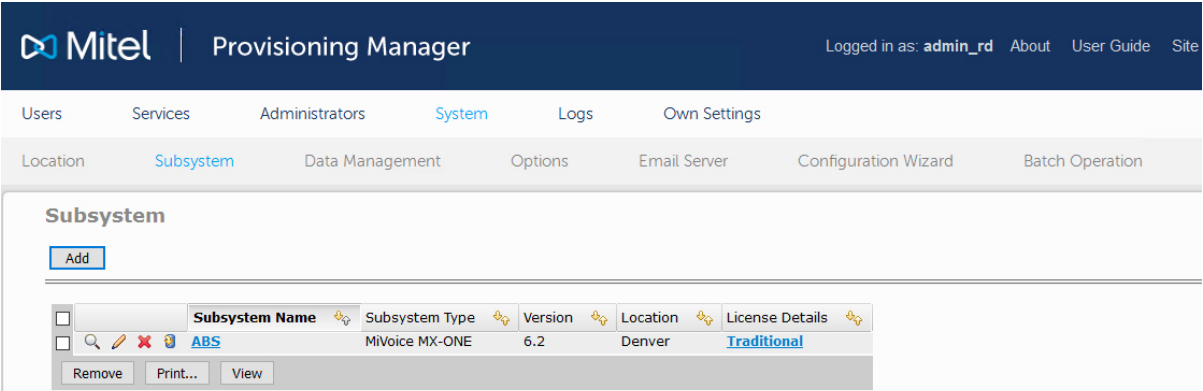 Mitel | Provisioning Manager Logged in as: admin_rd About User Guide Site
Users Services Administrators System Logs Own Settings
Location Subsystem Data Management Options Email Server Configuration Wizard Batch Operation
Subsystem
Add
Subsystem Name Subsystem Type Version Location License Details
ABS MiVoice MX-ONE 6.2 Denver Traditional
Remove Print... View